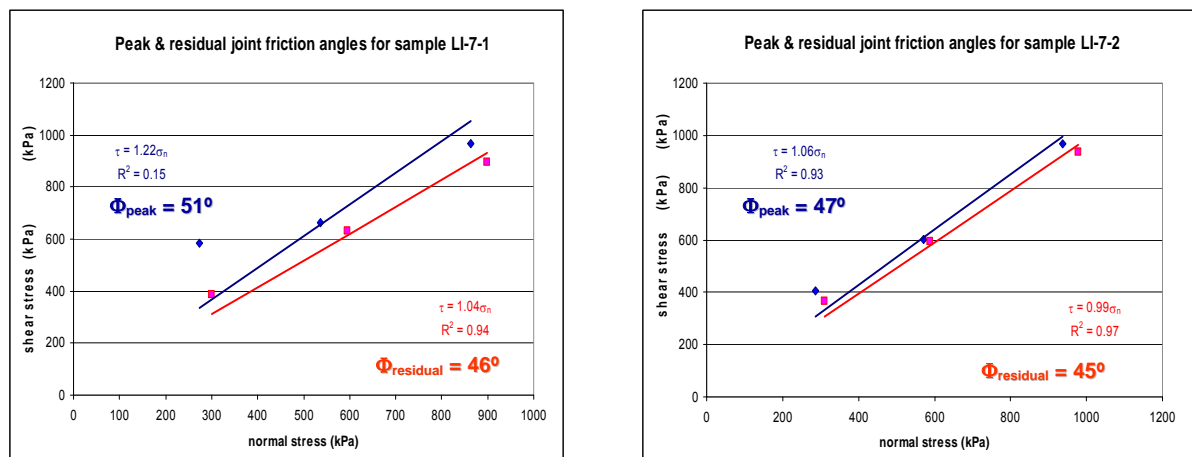 Peak & residual joint friction angles for sample LI-7-1
1200
1000
800
600
400
200
0
shear stress (kPa) (kPa)
τ = 1.22σn
R² = 0.15
Φpeak = 51º
τ = 1.04σn
R² = 0.94
Φresidual = 46º
0 100 200 300 400 500 600 700 800 900 1000
normal stress (kPa)
Peak & residual joint friction angles for sample LI-7-2
1200
1000
800
600
400
200
0
shear stress (kPa) (kPa)
τ = 1.06σn
R² = 0.93
Φpeak = 47º
τ = 0.99σn
R² = 0.97
Φresidual = 45º
0 200 400 600 800 1000 1200
normal stress (kPa)